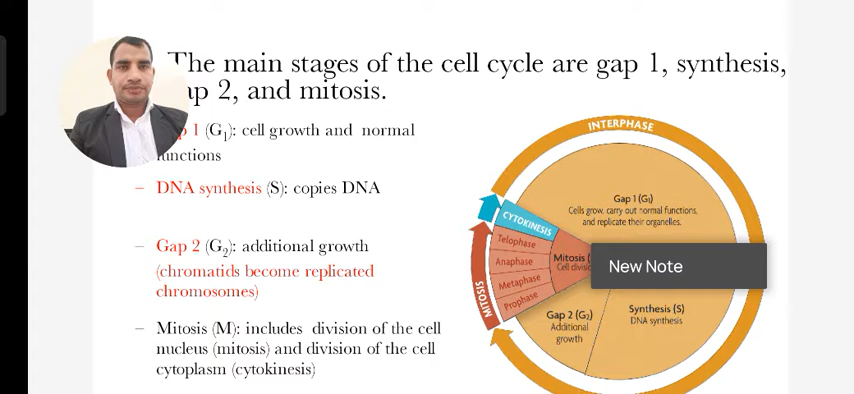 The main stages of the cell cycle are gap 1, synthesis,
ap 2, and mitosis.
1 (G1): cell growth and normal
functions
– DNA synthesis (S): copies DNA
– Gap 2 (G2): additional growth
(chromatids become replicated
chromosomes)
– Mitosis (M): includes division of the cell
nucleus (mitosis) and division of the cell
cytoplasm (cytokinesis)
INTERPHASE
Gap 1 (G1)
Cells grow, carry out normal functions,
and replicate their organelles.
CYTOKINESIS
Telophase
Anaphase
Metaphase
Prophase
MITOSIS
Mitosis (
Cell divisi
New Note
Gap 2 (G2)
Additional
growth
Synthesis (S)
DNA synthesis